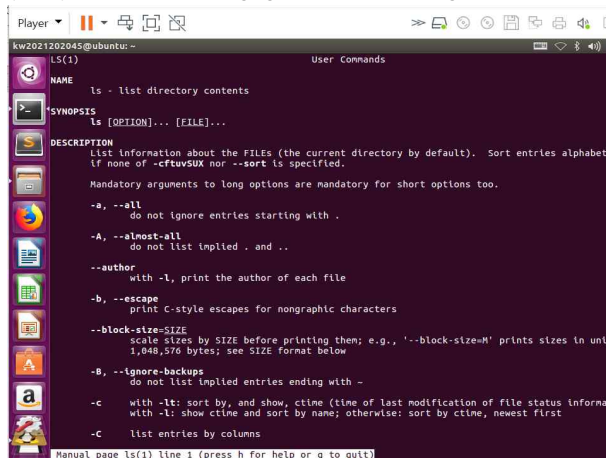 Player
kw2021202045@ubuntu: ~
LS(1) User Commands
NAME
ls - list directory contents
SYNOPSIS
ls [OPTION]... [FILE]...
DESCRIPTION
List information about the FILEs (the current directory by default). Sort entries alphabet
if none of -cftuvSUX nor --sort is specified.
Mandatory arguments to long options are mandatory for short options too.
-a, --all
do not ignore entries starting with .
-A, --almost-all
do not list implied . and ..
--author
with -l, print the author of each file
-b, --escape
print C-style escapes for nongraphic characters
--block-size=SIZE
scale sizes by SIZE before printing them; e.g., '--block-size=M' prints sizes in uni
1,048,576 bytes; see SIZE format below
-B, --ignore-backups
do not list implied entries ending with ~
-c with -lt: sort by, and show, ctime (time of last modification of file status informa
with -l: show ctime and sort by name; otherwise: sort by ctime, newest first
-C list entries by columns
Manual page ls(1) line 1 (press h for help or q to quit)